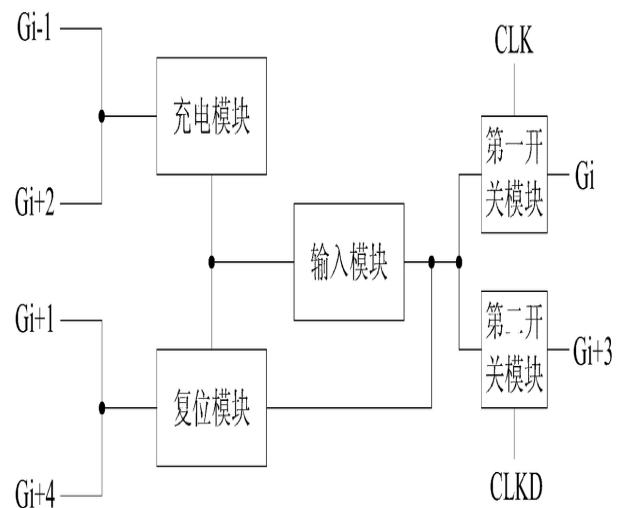 Gi-1
CLK
充电模块
第一开
关模块
Gi
Gi+2
输入模块
Gi+1
第二开
关模块
Gi+3
复位模块
Gi+4
CLKD